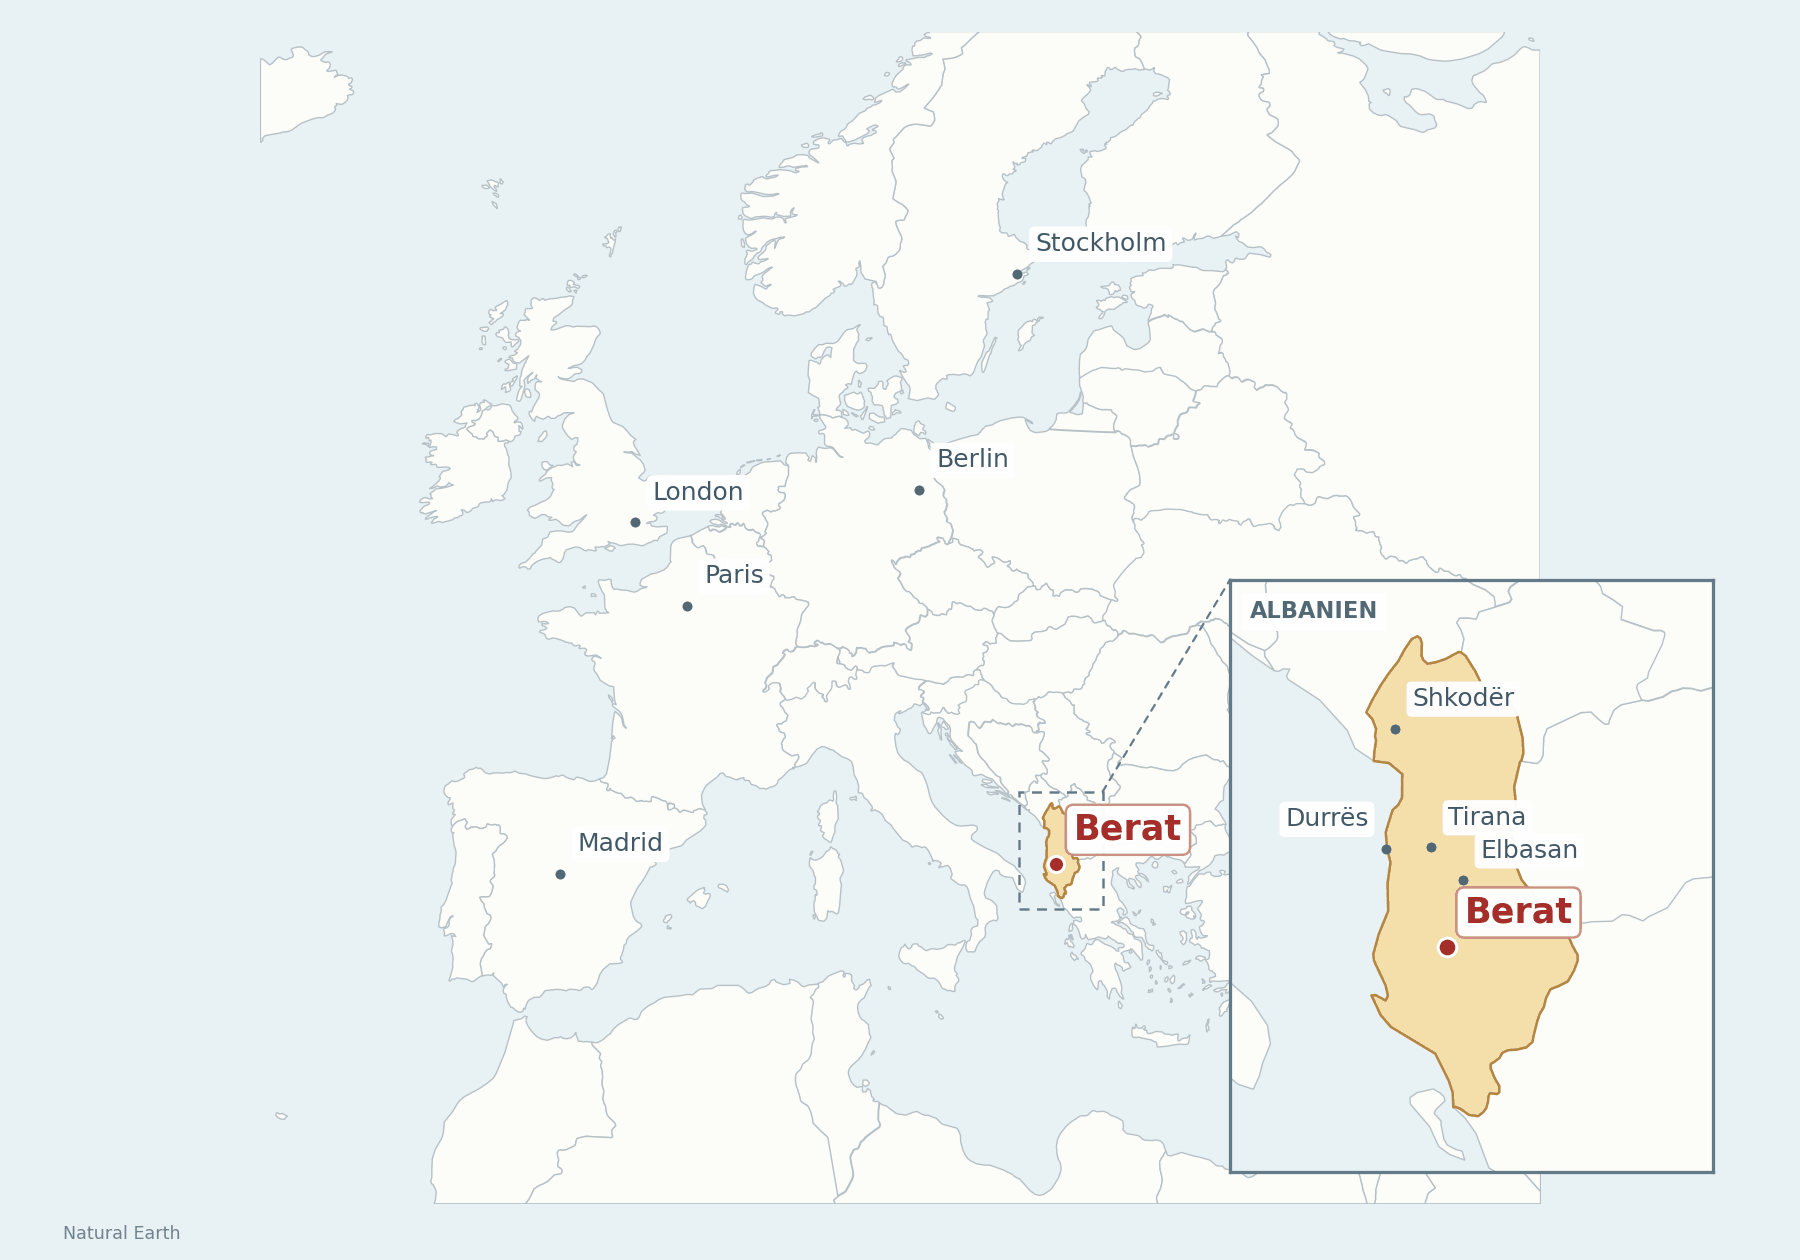 Stockholm
Berlin
London
Paris
ALBANIEN
Shkodër
Durrës
Tirana
Berat
Madrid
Elbasan
Berat
Natural Earth